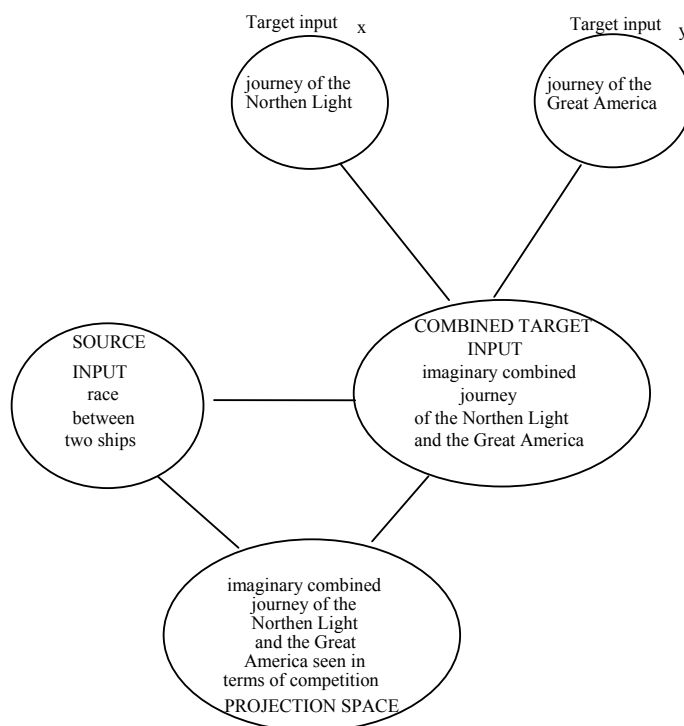 Target input x
journey of the
Northen Light
Target input y
journey of the
Great America
SOURCE
INPUT
race
between
two ships
COMBINED TARGET
INPUT
imaginary combined
journey
of the Northen Light
and the Great America
imaginary combined
journey of the
Northen Light
and the Great
America seen in
terms of competition
PROJECTION SPACE